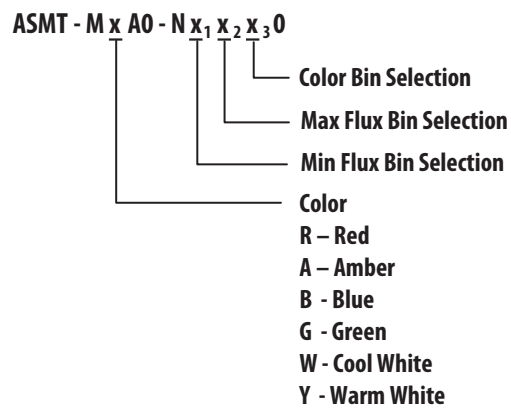 ASMT - M x A0 - N x₁ x₂ x₃ 0
Color Bin Selection
Max Flux Bin Selection
Min Flux Bin Selection
Color
R – Red
A – Amber
B - Blue
G - Green
W - Cool White
Y - Warm White